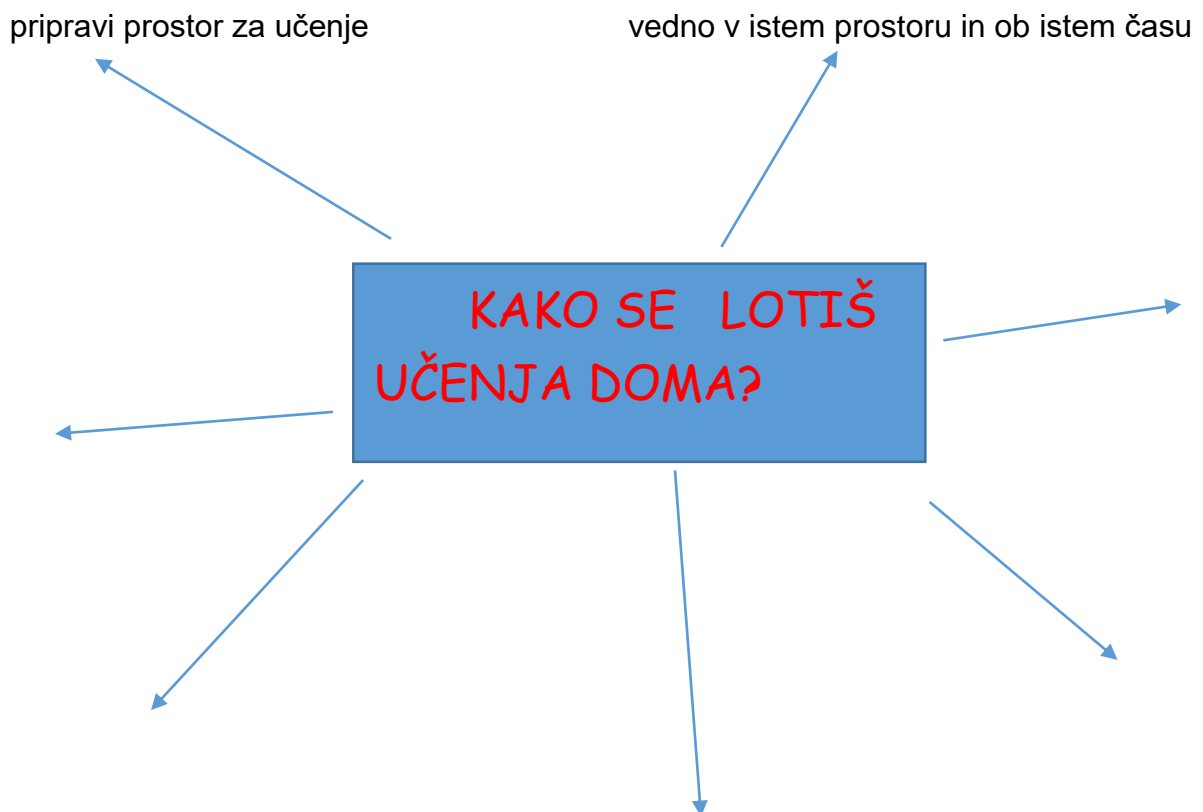 pripravi prostor za učenje
vedno v istem prostoru in ob istem času
KAKO SE LOTIŠ
UČENJA DOMA?